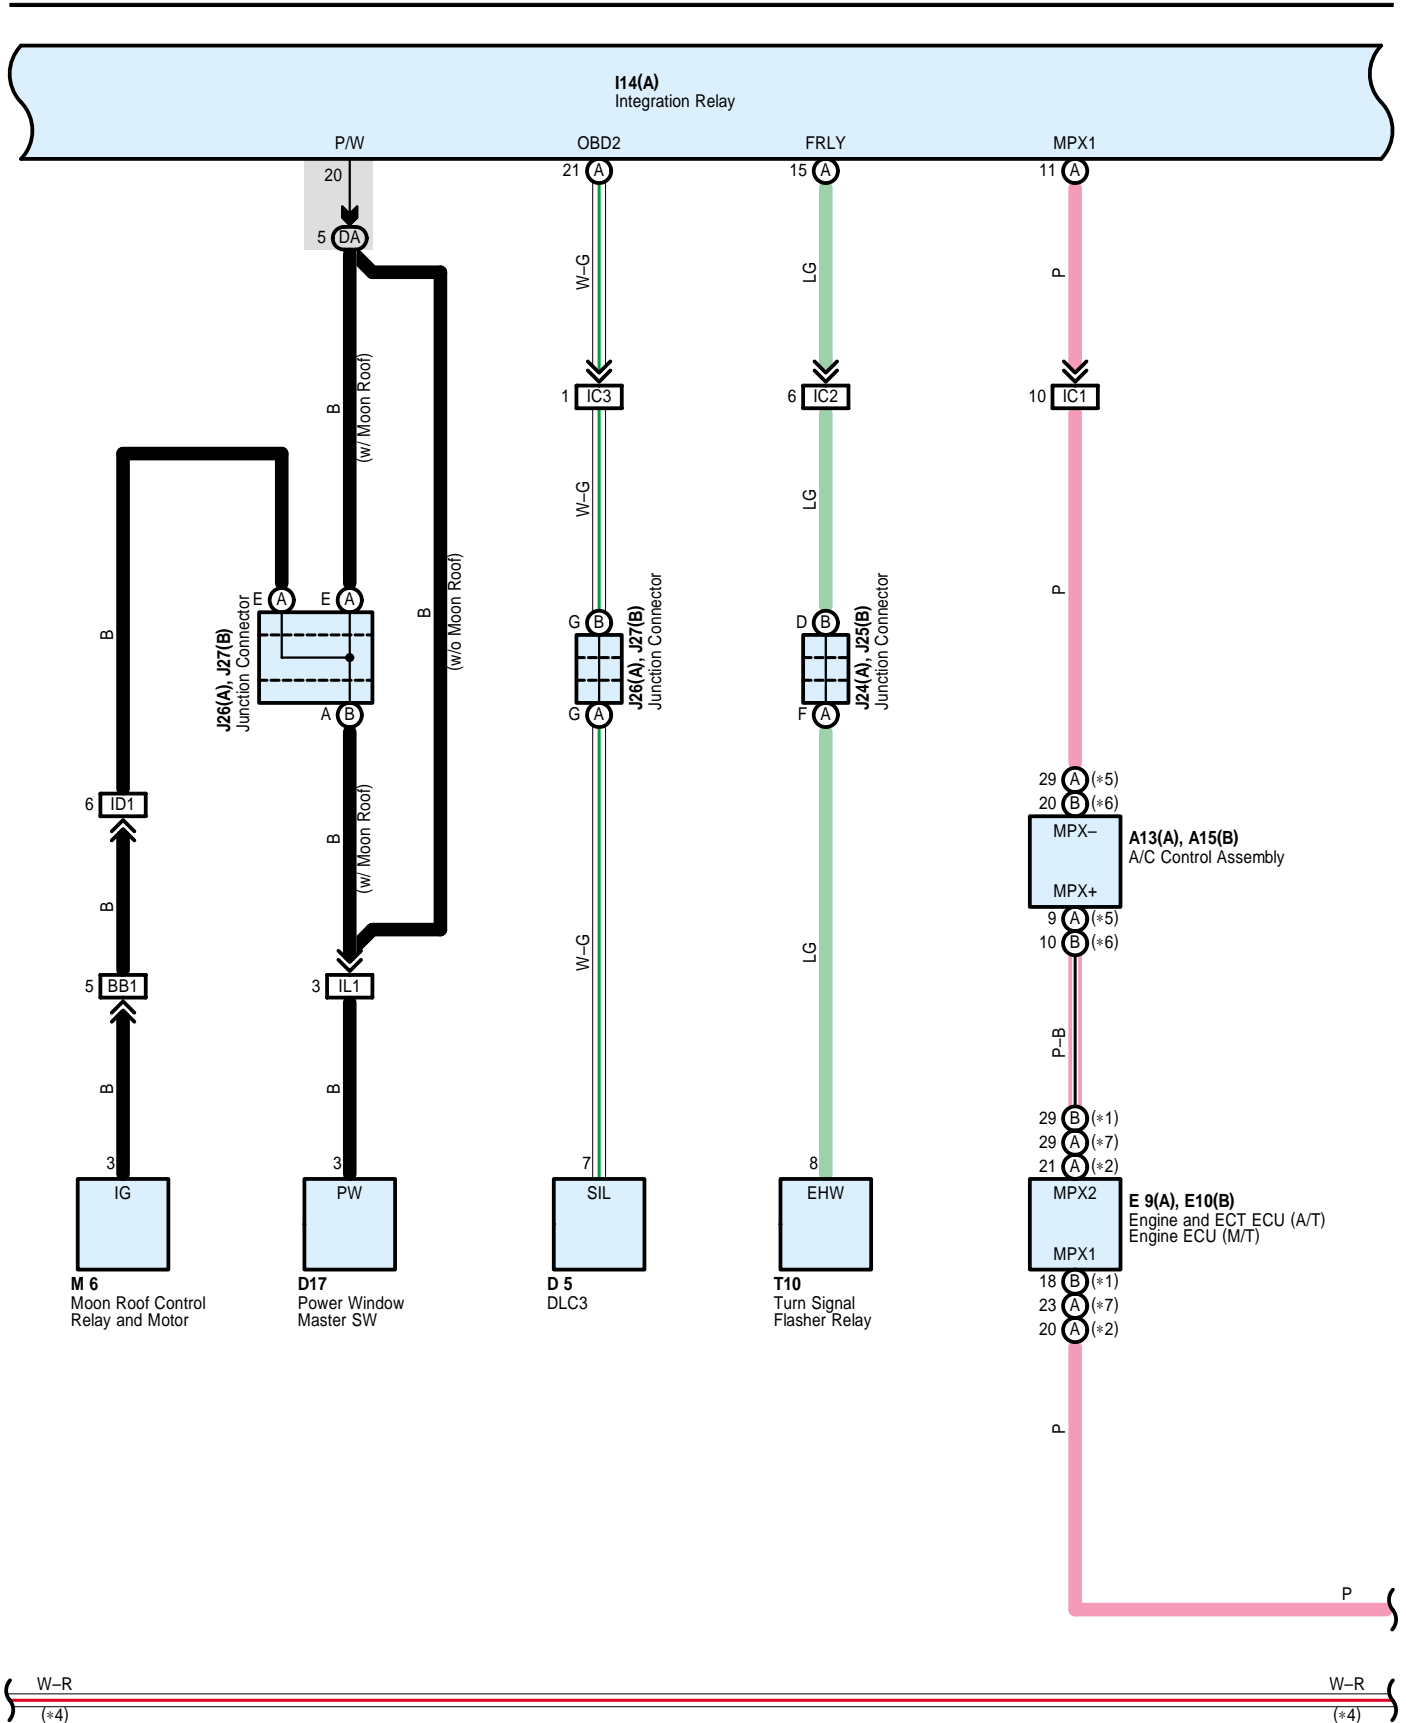 I14(A)
Integration Relay
P/W
OBD2
FRLY
MPX1
20
21 A
15 A
11 A
5 DA
W–G
LG
P
B
(w/ Moon Roof)
1 IC3
6 IC2
10 IC1
W–G
LG
P
B
(w/o Moon Roof)
B
E A
E A
J26(A), J27(B)
Junction Connector
A B
G B
J26(A), J27(B)
Junction Connector
G A
D B
J24(A), J25(B)
Junction Connector
F A
29 A (∗5)
20 B (∗6)
MPX–
A13(A), A15(B)
A/C Control Assembly
MPX+
9 A (∗5)
10 B (∗6)
6 ID1
B
(w/ Moon Roof)
B
W–G
LG
5 BB1
3 IL1
P–B
B
B
29 B (∗1)
29 A (∗7)
21 A (∗2)
3
3
7
8
IG
PW
SIL
EHW
MPX2
E 9(A), E10(B)
Engine and ECT ECU (A/T)
Engine ECU (M/T)
MPX1
M 6
Moon Roof Control
Relay and Motor
D17
Power Window
Master SW
D 5
DLC3
T10
Turn Signal
Flasher Relay
18 B (∗1)
23 A (∗7)
20 A (∗2)
P
P
W–R
W–R
(∗4)
(∗4)